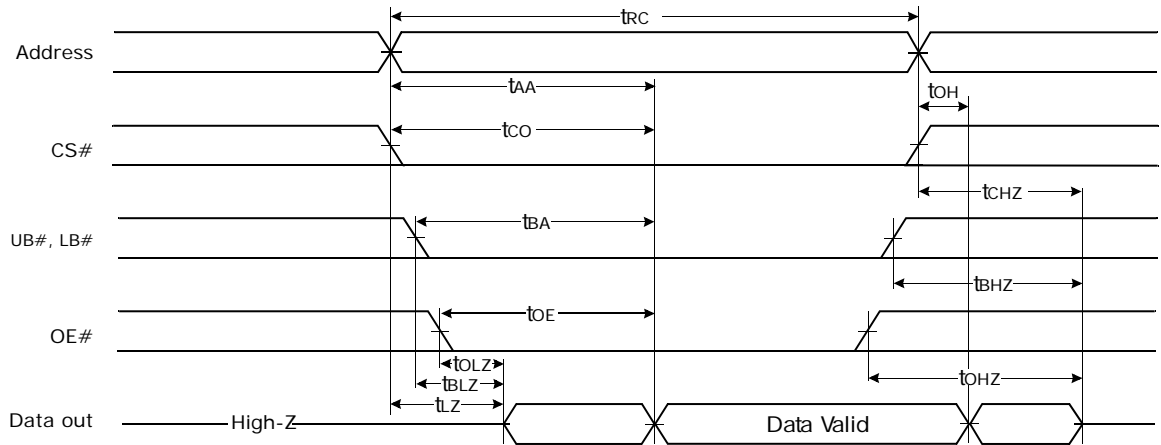 tRC
Address
tAA
tOH
tCO
CS#
tCHZ
tBA
UB#, LB#
tBHZ
tOE
OE#
tOLZ
tOHZ
tBLZ
tLZ
Data out
High-Z
Data Valid